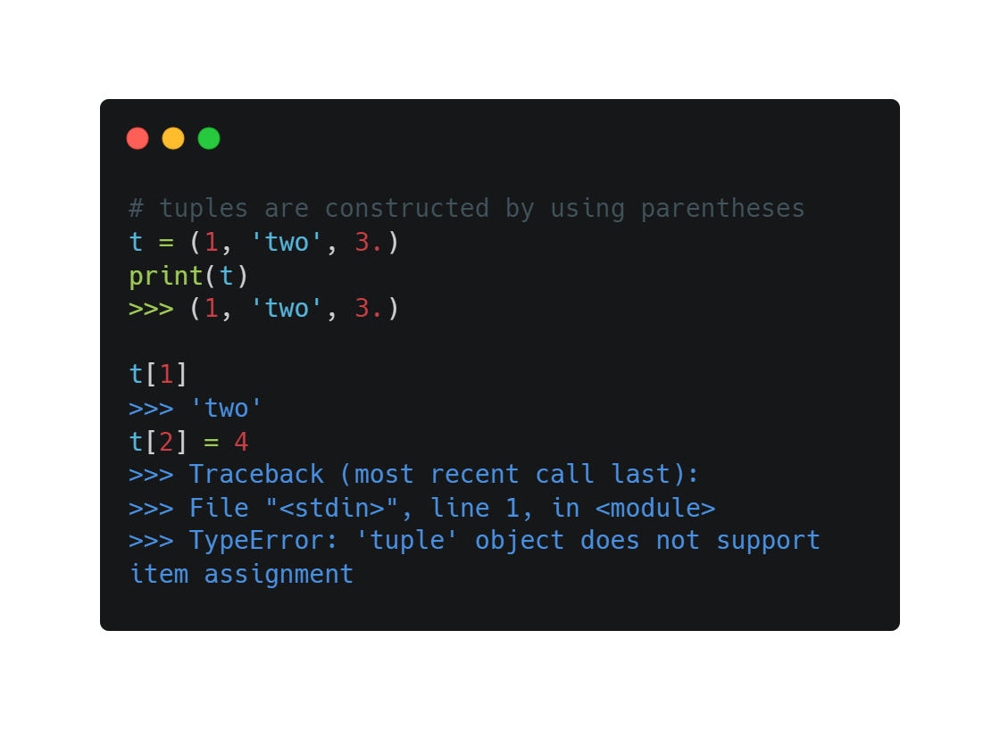 # tuples are constructed by using parentheses
t = (1, 'two', 3.)
print(t)
>>> (1, 'two', 3.)
t[1]
>>> 'two'
t[2] = 4
>>> Traceback (most recent call last):
>>> File "<stdin>", line 1, in <module>
>>> TypeError: 'tuple' object does not support
item assignment